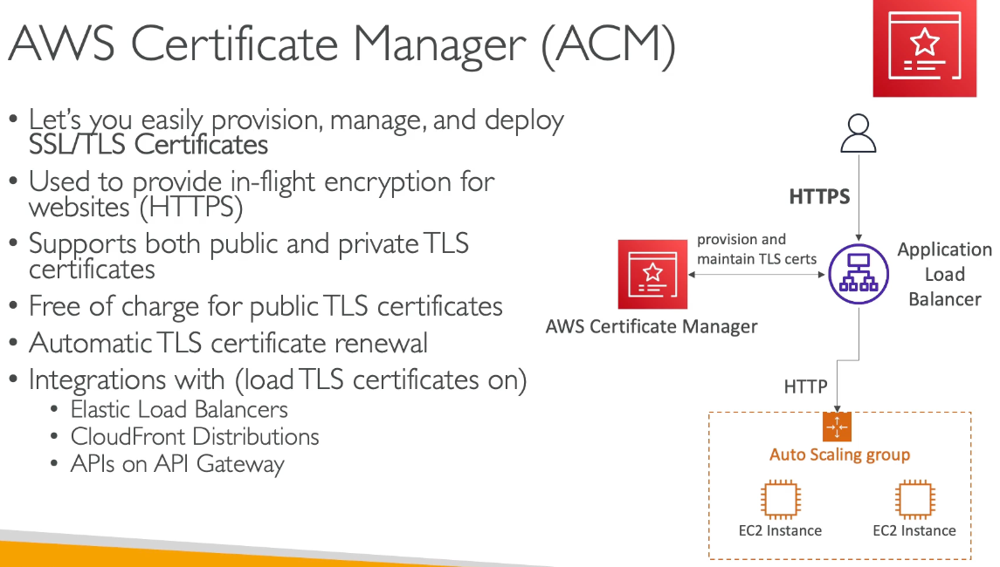 AWS Certificate Manager (ACM)
• Let's you easily provision, manage, and deploy
SSL/TLS Certificates
• Used to provide in-flight encryption for
websites (HTTPS)
• Supports both public and private TLS
certificates
• Free of charge for public TLS certificates
• Automatic TLS certificate renewal
• Integrations with (load TLS certificates on)
• Elastic Load Balancers
• CloudFront Distributions
• APIs on API Gateway
HTTPS
provision and
maintain TLS certs
Application
Load
Balancer
AWS Certificate Manager
HTTP
Auto Scaling group
EC2 Instance
EC2 Instance